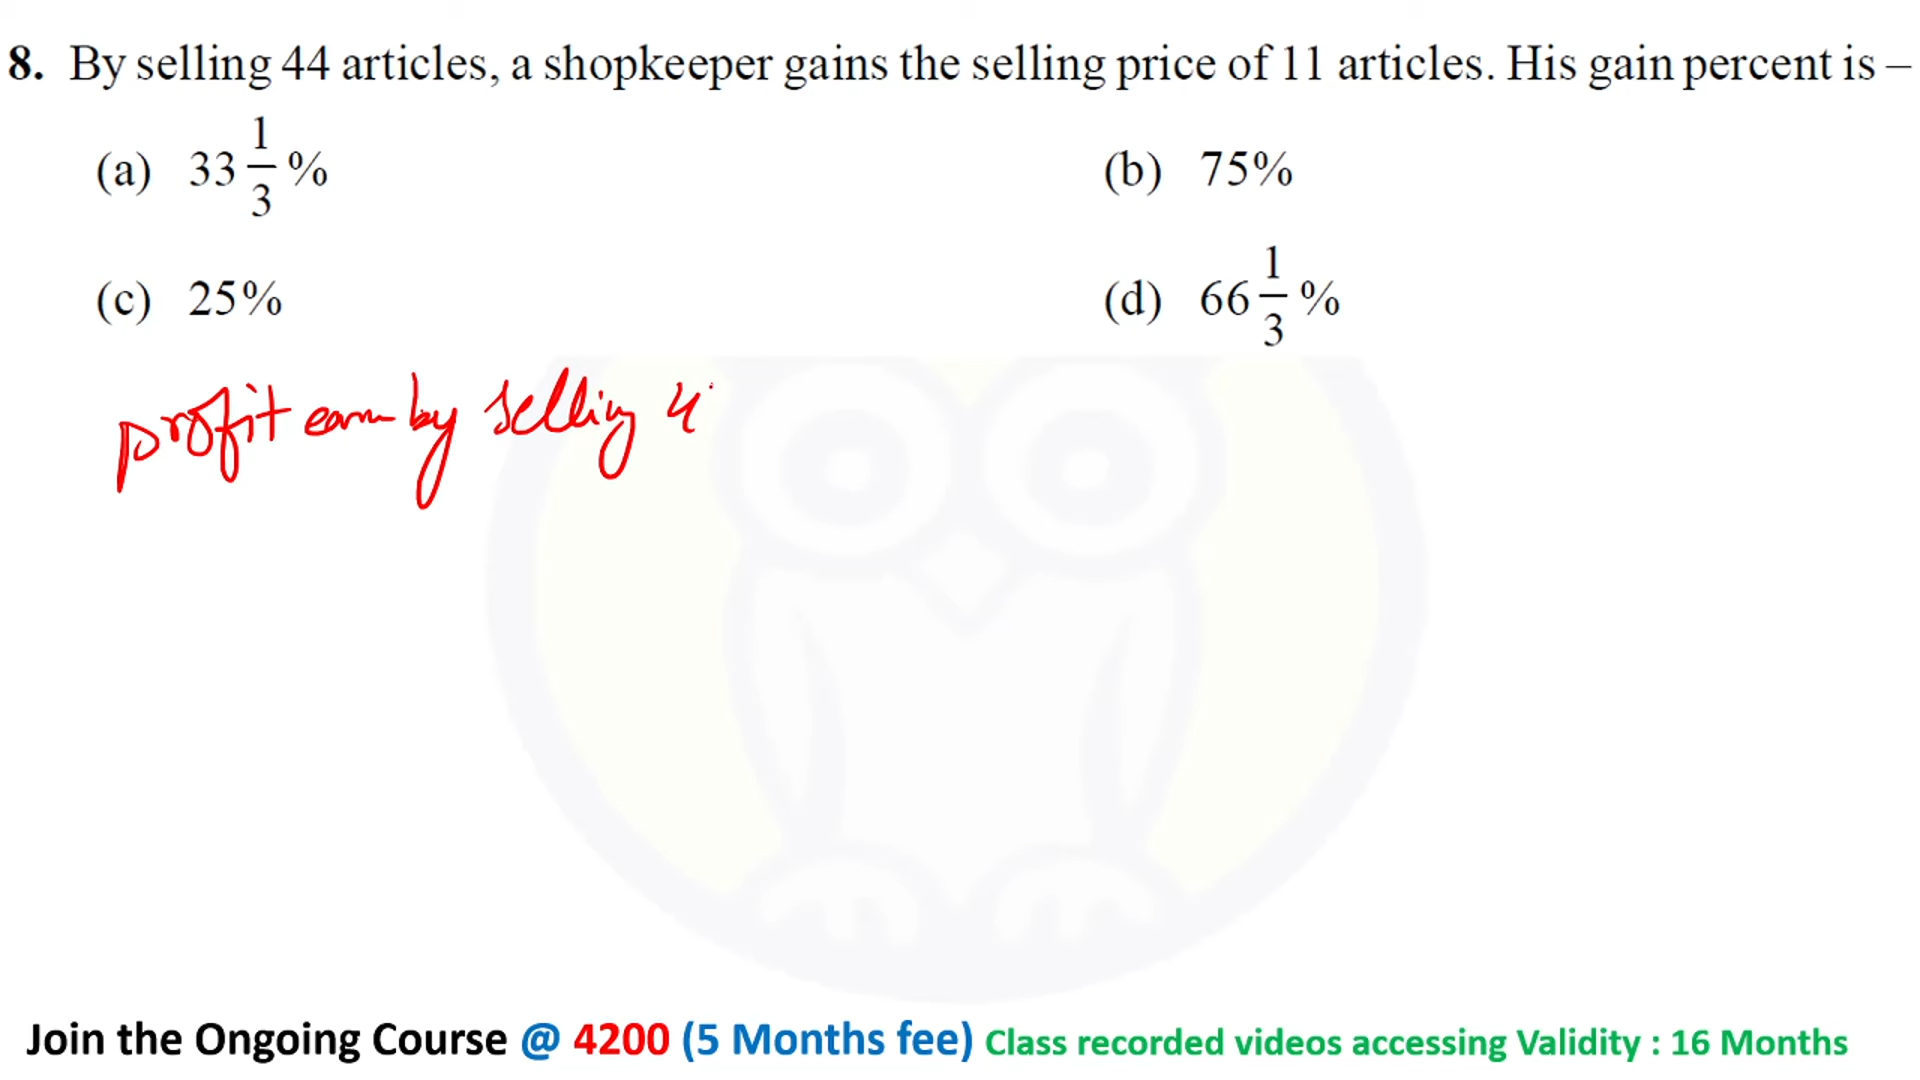 8. By selling 44 articles, a shopkeeper gains the selling price of 11 articles. His gain percent is –
(a) 33 1/3 % (b) 75%
(c) 25% (d) 66 1/3 %
profit earn by selling 4
Join the Ongoing Course @ 4200 (5 Months fee) Class recorded videos accessing Validity : 16 Months